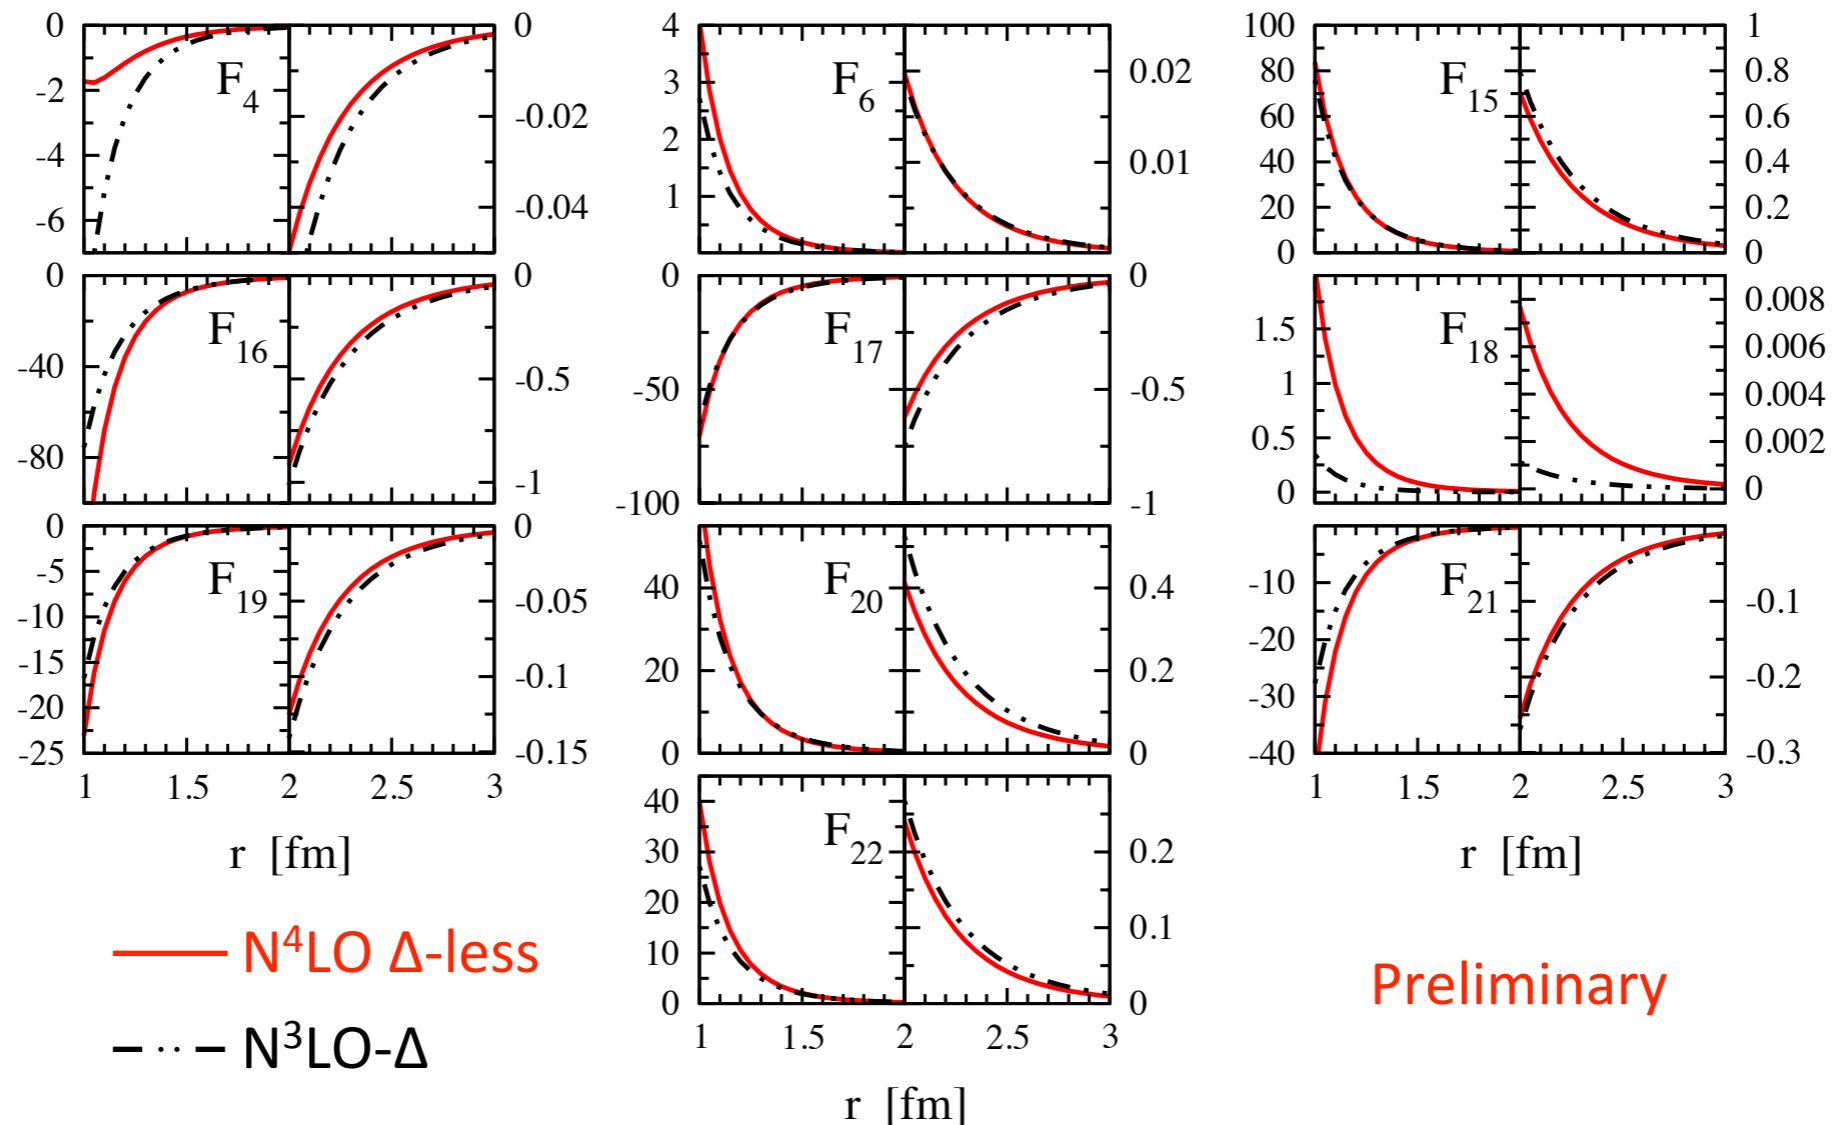 0 0 4 100 1
-2 F4 -0.02 3 F6 0.02 80 F15 0.8
-4 2 0.01 60 0.6
-6 -0.04 1 40 0.4
20 0.2
0 0
0 0 0 0
-40 F16 -0.5 -50 F17 -0.5 1.5 F18 0.008
-80 -1 -100 -1 1 0.006
0.5 0.004
0 0.002
0
0 0
-5 F19 -0.05 40 F20 0.4 -10 F21 -0.1
-10 -0.1 20 0.2 -20 -0.2
-15 -0.15 0 0 -30 -0.3
-20 -40
-25
1 1.5 2 2.5 3 1 1.5 2 2.5 3
r [fm] r [fm]
40 F22 0.2
30 0.1
20 0
10
0
1 1.5 2 2.5 3
r [fm]
N⁴LO Δ-less
N³LO-Δ
Preliminary